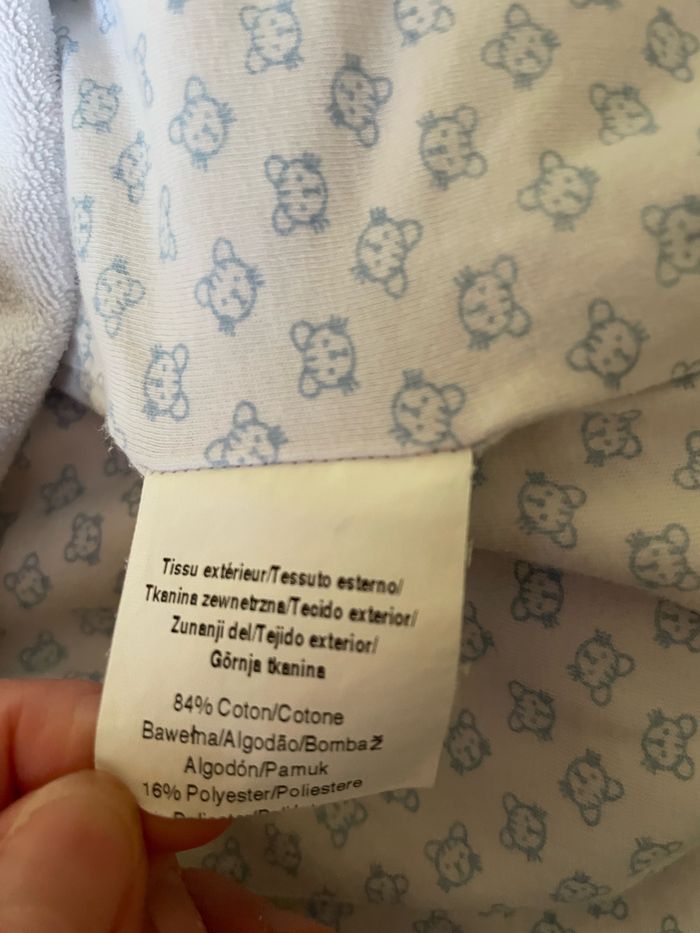 Tissu extérieur/Tessuto esterno/
Tkanina zewnetrzna/Tecido exterior/
Zunanji del/Tejido exterior/
Görnja tkanina
84% Coton/Cotone
Bawełna/Algodão/Bombaž
Algodón/Pamuk
16% Polyester/Poliestere